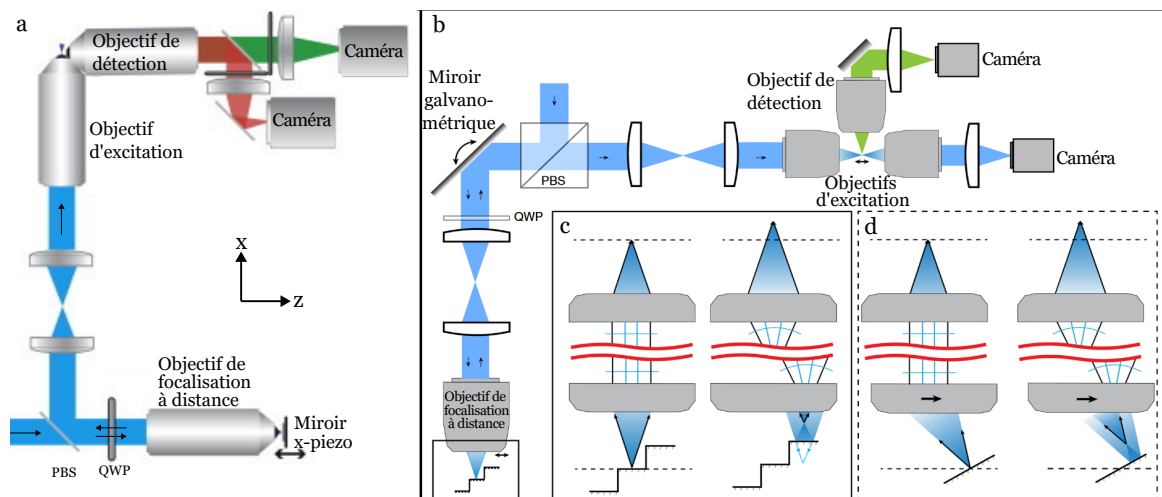 a
Objectif de
détection
Caméra
Caméra
Objectif
d'excitation
x
z
Objectif de
focalisation
à distance
Miroir
x-piezo
PBS
QWP
b
Miroir
galvano-
métrique
PBS
QWP
Objectif de
focalisation
à distance
Objectif de
détection
Caméra
Caméra
Objectifs
d'excitation
c
d